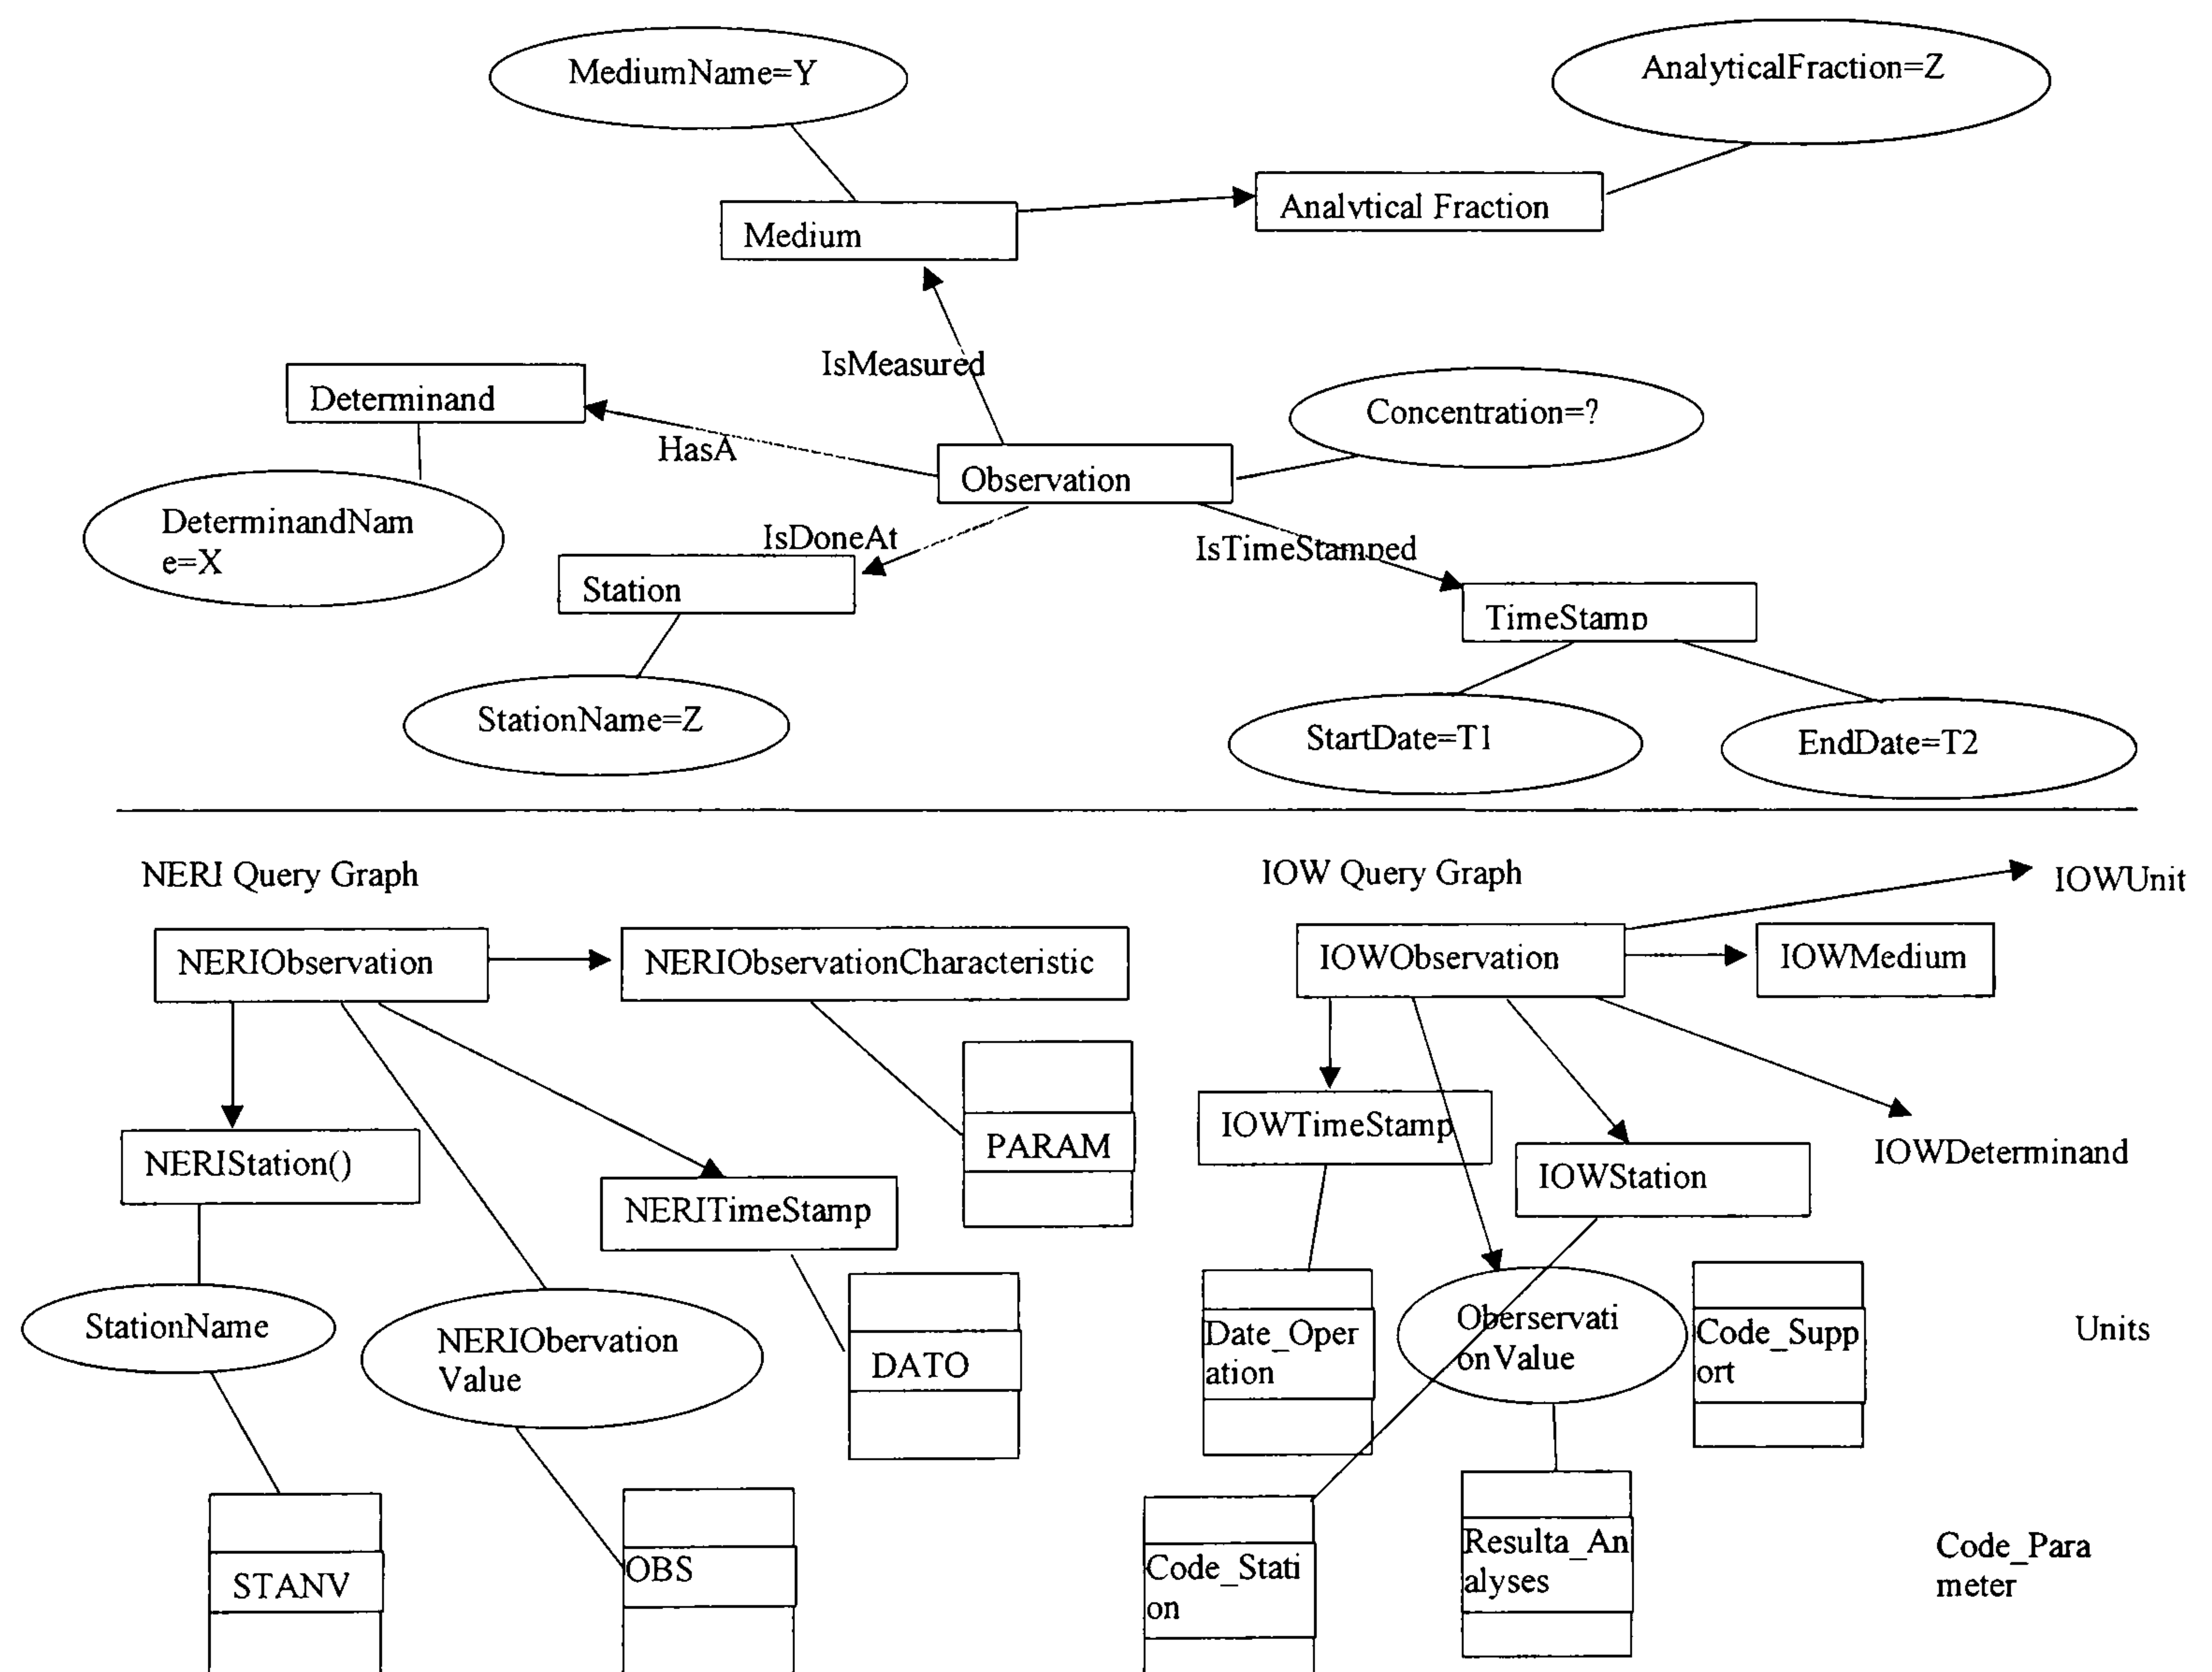 MediumName=Y
AnalyticalFraction=Z
Analytical Fraction
Medium
IsMeasured
Determinand
Concentration=?
HasA
Observation
DeterminandNam
e=X
IsDoneAt
IsTimeStamped
Station
TimeStamp
StationName=Z
StartDate=T1
EndDate=T2
NERI Query Graph
IOW Query Graph
IOWUnit
NERIObservation
NERIObservationCharacteristic
IOWObservation
IOWMedium
IOWTimeStamp
PARAM
IOWDeterminand
NERIStation()
IOWStation
NERITimeStamp
StationName
NERIObervation
Value
DATO
Date_Oper
ation
Oberservati
onValue
Code_Supp
ort
Units
STANV
OBS
Code_Stati
on
Resulta_An
alyses
Code_Para
meter